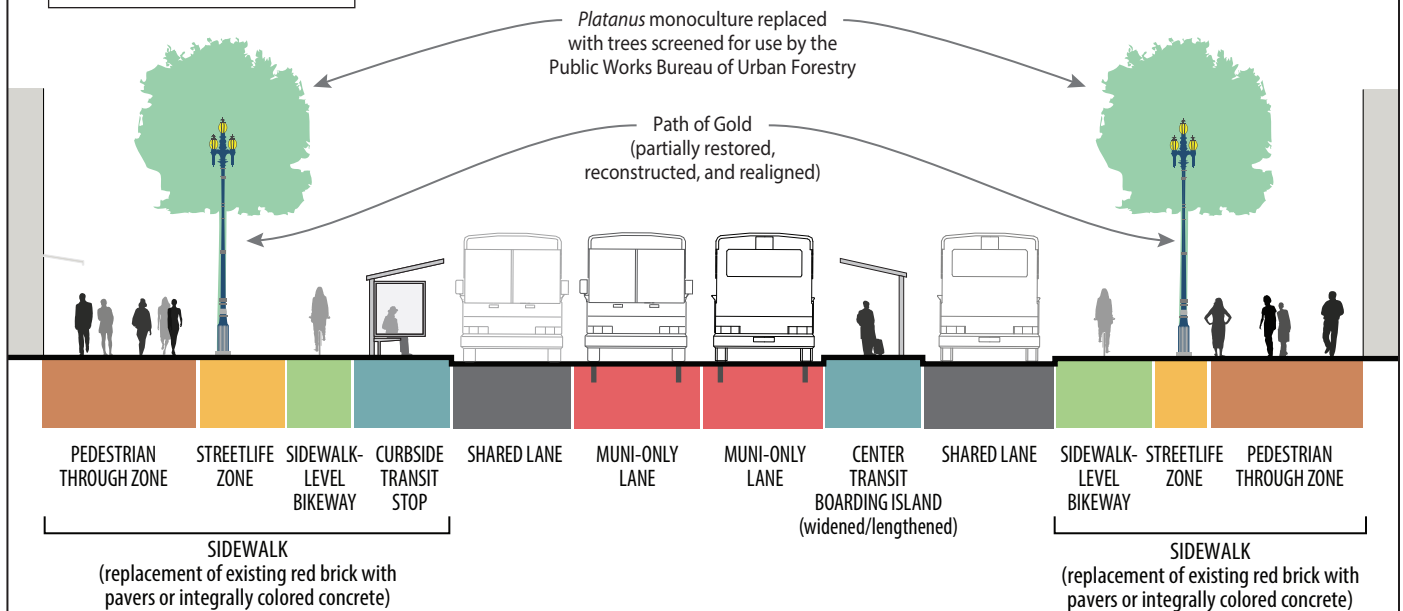 Platanus monoculture replaced
with trees screened for use by the
Public Works Bureau of Urban Forestry
Path of Gold
(partially restored,
reconstructed, and realigned)
PEDESTRIAN
THROUGH ZONE
STREETLIFE
ZONE
SIDEWALK-
LEVEL
BIKEWAY
CURBSIDE
TRANSIT
STOP
SHARED LANE
MUNI-ONLY
LANE
MUNI-ONLY
LANE
CENTER
TRANSIT
BOARDING ISLAND
(widened/lengthened)
SHARED LANE
SIDEWALK-
LEVEL
BIKEWAY
STREETLIFE
ZONE
PEDESTRIAN
THROUGH ZONE
SIDEWALK
(replacement of existing red brick with
pavers or integrally colored concrete)
SIDEWALK
(replacement of existing red brick with
pavers or integrally colored concrete)